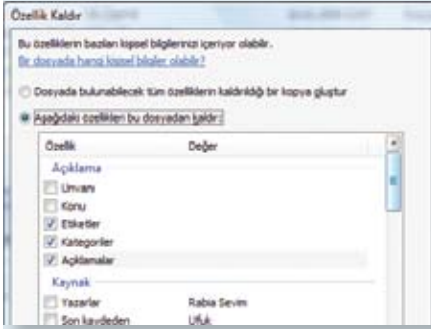 Özellik Kaldır
Bu özelliklerin bazıları kişisel bilgilerinizi içeriyor olabilir.
Bir dosyada hangi kişisel bilgiler olabilir?
Dosyada bulunabilecek tüm özelliklerin kaldırıldığı bir kopya oluştur
Aşağıdaki özellikleri bu dosyadan kaldır:
Özellik Değer
Açıklama
Unvanı
Konu
Etiketler
Kategoriler
Açıklamalar
Kaynak
Yazarlar Rabia Sevim
Son kaydeden Ufuk